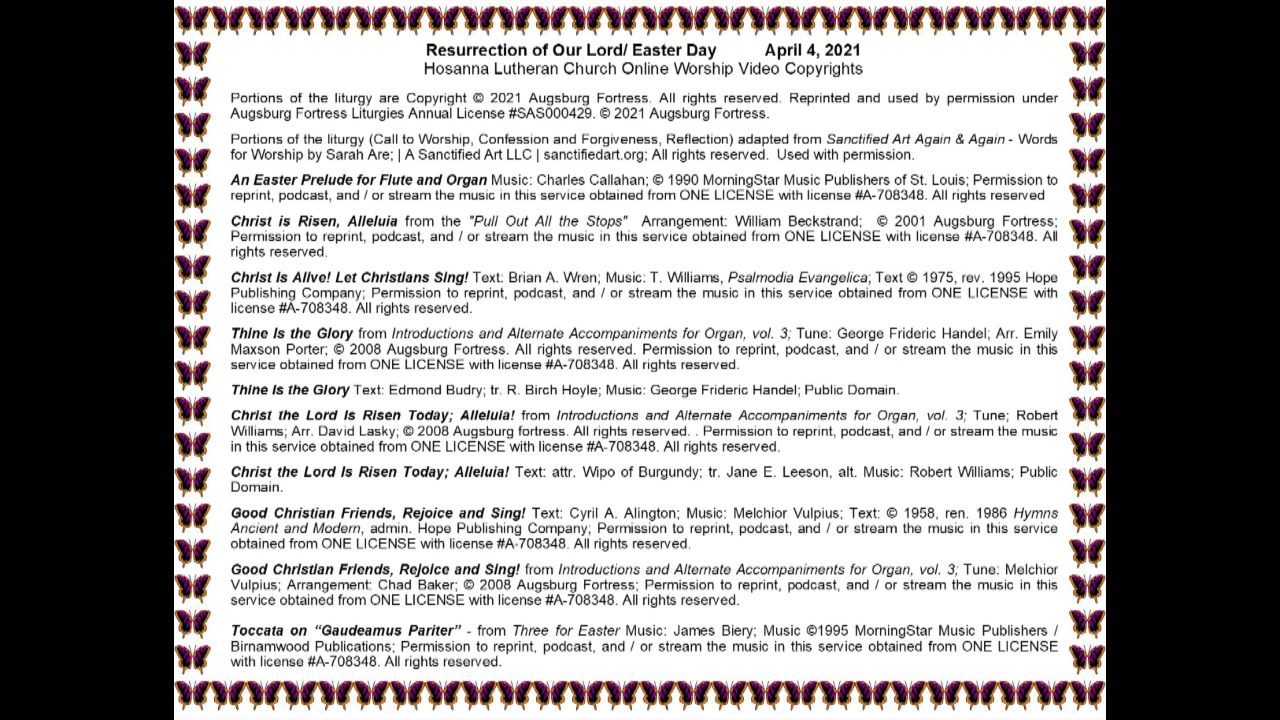 Resurrection of Our Lord/ Easter Day April 4, 2021
Hosanna Lutheran Church Online Worship Video Copyrights
Portions of the liturgy are Copyright © 2021 Augsburg Fortress. All rights reserved. Reprinted and used by permission under
Augsburg Fortress Liturgies Annual License #SAS000429. © 2021 Augsburg Fortress.
Portions of the liturgy (Call to Worship, Confession and Forgiveness, Reflection) adapted from Sanctified Art Again & Again - Words
for Worship by Sarah Are; | A Sanctified Art LLC | sanctifiedart.org; All rights reserved. Used with permission.
An Easter Prelude for Flute and Organ Music: Charles Callahan; © 1990 MorningStar Music Publishers of St. Louis; Permission to
reprint, podcast, and / or stream the music in this service obtained from ONE LICENSE with license #A-708348. All rights reserved
Christ is Risen, Alleluia from the "Pull Out All the Stops" Arrangement: William Beckstrand; © 2001 Augsburg Fortress;
Permission to reprint, podcast, and / or stream the music in this service obtained from ONE LICENSE with license #A-708348. All
rights reserved.
Christ Is Alive! Let Christians Sing! Text: Brian A. Wren; Music: T. Williams, Psalmodia Evangelica; Text © 1975, rev. 1995 Hope
Publishing Company; Permission to reprint, podcast, and / or stream the music in this service obtained from ONE LICENSE with
license #A-708348. All rights reserved.
Thine Is the Glory from Introductions and Alternate Accompaniments for Organ, vol. 3; Tune: George Frideric Handel; Arr. Emily
Maxson Porter; © 2008 Augsburg Fortress. All rights reserved. Permission to reprint, podcast, and / or stream the music in this
service obtained from ONE LICENSE with license #A-708348. All rights reserved.
Thine Is the Glory Text: Edmond Budry; tr. R. Birch Hoyle; Music: George Frideric Handel; Public Domain.
Christ the Lord Is Risen Today; Alleluia! from Introductions and Alternate Accompaniments for Organ, vol. 3; Tune; Robert
Williams; Arr. David Lasky; © 2008 Augsburg fortress. All rights reserved. . Permission to reprint, podcast, and / or stream the music
in this service obtained from ONE LICENSE with license #A-708348. All rights reserved.
Christ the Lord Is Risen Today; Alleluia! Text: attr. Wipo of Burgundy; tr. Jane E. Leeson, alt. Music: Robert Williams; Public
Domain.
Good Christian Friends, Rejoice and Sing! Text: Cyril A. Alington; Music: Melchior Vulpius; Text: © 1958, ren. 1986 Hymns
Ancient and Modern, admin. Hope Publishing Company; Permission to reprint, podcast, and / or stream the music in this service
obtained from ONE LICENSE with license #A-708348. All rights reserved.
Good Christian Friends, Rejoice and Sing! from Introductions and Alternate Accompaniments for Organ, vol. 3; Tune: Melchior
Vulpius; Arrangement: Chad Baker; © 2008 Augsburg Fortress; Permission to reprint, podcast, and / or stream the music in this
service obtained from ONE LICENSE with license #A-708348. All rights reserved.
Toccata on “Gaudeamus Pariter” - from Three for Easter Music: James Biery; Music ©1995 MorningStar Music Publishers /
Birnamwood Publications; Permission to reprint, podcast, and / or stream the music in this service obtained from ONE LICENSE
with license #A-708348. All rights reserved.